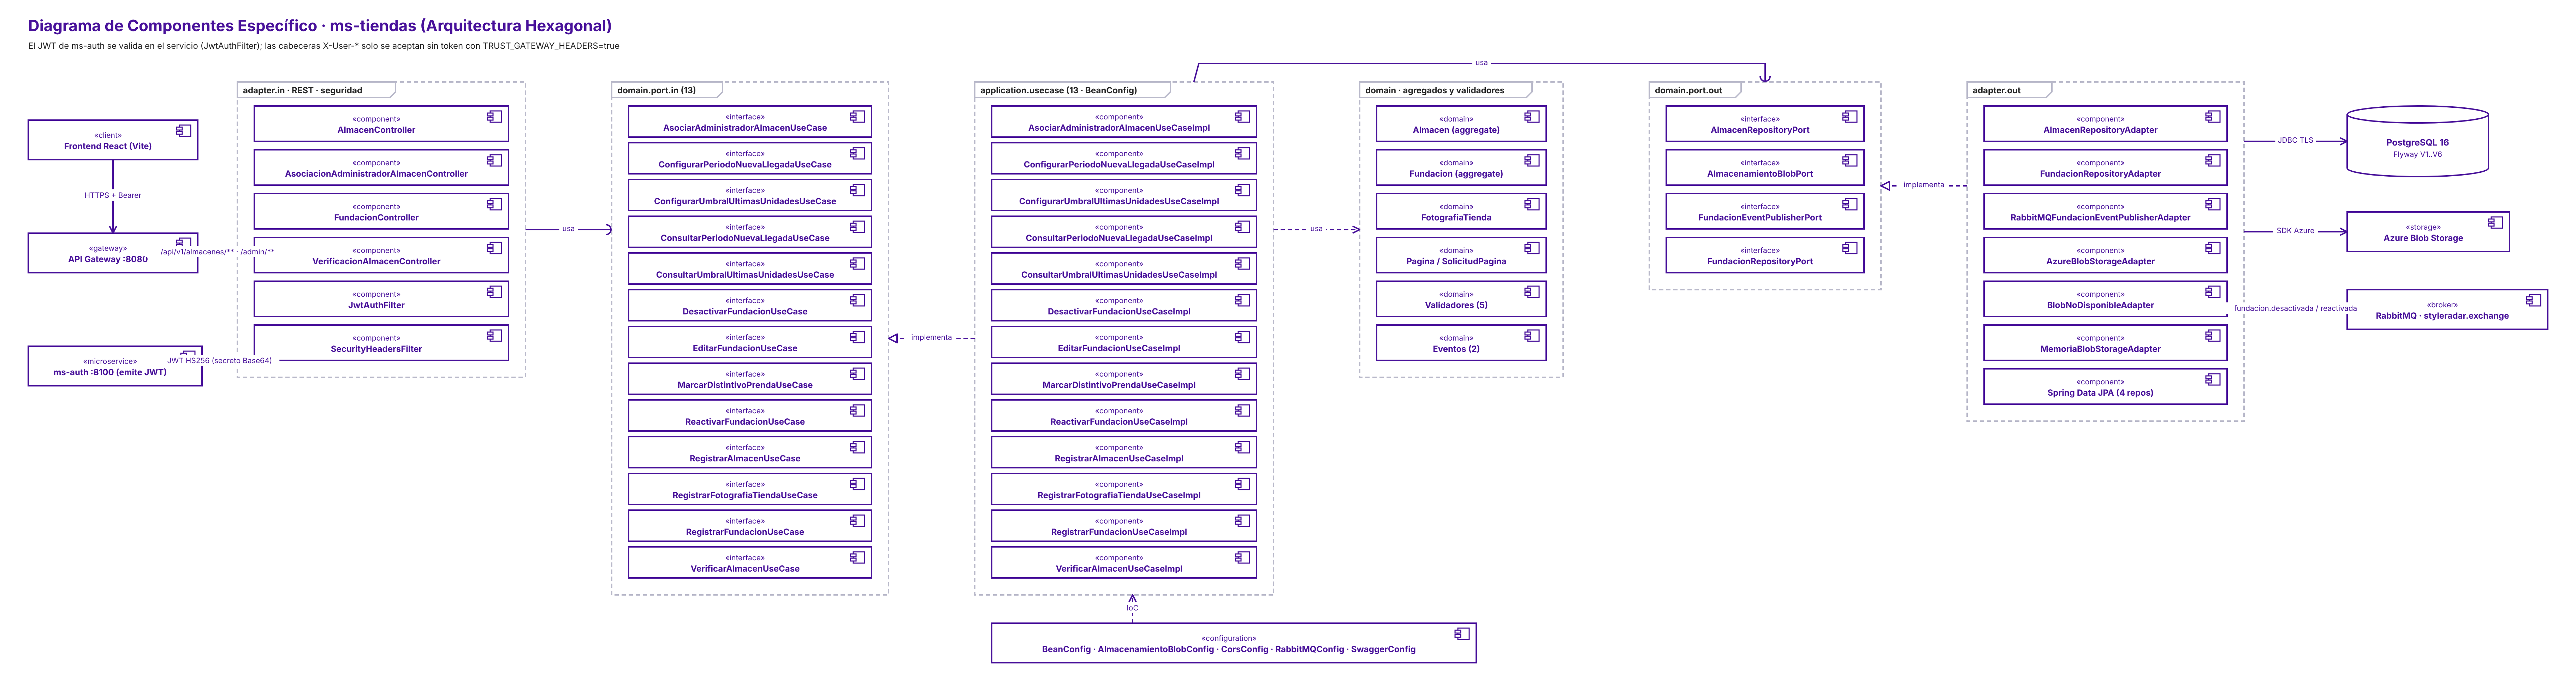 Diagrama de Componentes Específico · ms-tiendas (Arquitectura Hexagonal)
El JWT de ms-auth se valida en el servicio (JwtAuthFilter); las cabeceras X-User-* solo se aceptan sin token con TRUST_GATEWAY_HEADERS=true
«client»
Frontend React (Vite)
HTTPS + Bearer
«gateway»
API Gateway :8080
/api/v1/almacenes/** · /admin/**
«microservice»
ms-auth :8100 (emite JWT)
JWT HS256 (secreto Base64)
adapter.in · REST · seguridad
«component»
AlmacenController
«component»
AsociacionAdministradorAlmacenController
«component»
FundacionController
«component»
VerificacionAlmacenController
«component»
JwtAuthFilter
«component»
SecurityHeadersFilter
usa
domain.port.in (13)
«interface»
AsociarAdministradorAlmacenUseCase
«interface»
ConfigurarPeriodoNuevaLlegadaUseCase
«interface»
ConfigurarUmbralUltimasUnidadesUseCase
«interface»
ConsultarPeriodoNuevaLlegadaUseCase
«interface»
ConsultarUmbralUltimasUnidadesUseCase
«interface»
DesactivarFundacionUseCase
«interface»
EditarFundacionUseCase
«interface»
MarcarDistintivoPrendaUseCase
«interface»
ReactivarFundacionUseCase
«interface»
RegistrarAlmacenUseCase
«interface»
RegistrarFotografiaTiendaUseCase
«interface»
RegistrarFundacionUseCase
«interface»
VerificarAlmacenUseCase
implementa
application.usecase (13 · BeanConfig)
«component»
AsociarAdministradorAlmacenUseCaseImpl
«component»
ConfigurarPeriodoNuevaLlegadaUseCaseImpl
«component»
ConfigurarUmbralUltimasUnidadesUseCaseImpl
«component»
ConsultarPeriodoNuevaLlegadaUseCaseImpl
«component»
ConsultarUmbralUltimasUnidadesUseCaseImpl
«component»
DesactivarFundacionUseCaseImpl
«component»
EditarFundacionUseCaseImpl
«component»
MarcarDistintivoPrendaUseCaseImpl
«component»
ReactivarFundacionUseCaseImpl
«component»
RegistrarAlmacenUseCaseImpl
«component»
RegistrarFotografiaTiendaUseCaseImpl
«component»
RegistrarFundacionUseCaseImpl
«component»
VerificarAlmacenUseCaseImpl
IoC
«configuration»
BeanConfig · AlmacenamientoBlobConfig · CorsConfig · RabbitMQConfig · SwaggerConfig
usa
usa
domain · agregados y validadores
«domain»
Almacen (aggregate)
«domain»
Fundacion (aggregate)
«domain»
FotografiaTienda
«domain»
Pagina / SolicitudPagina
«domain»
Validadores (5)
«domain»
Eventos (2)
domain.port.out
«interface»
AlmacenRepositoryPort
«interface»
AlmacenamientoBlobPort
«interface»
FundacionEventPublisherPort
«interface»
FundacionRepositoryPort
implementa
adapter.out
«component»
AlmacenRepositoryAdapter
«component»
FundacionRepositoryAdapter
«component»
RabbitMQFundacionEventPublisherAdapter
«component»
AzureBlobStorageAdapter
«component»
BlobNoDisponibleAdapter
«component»
MemoriaBlobStorageAdapter
«component»
Spring Data JPA (4 repos)
JDBC TLS
PostgreSQL 16
Flyway V1..V6
SDK Azure
«storage»
Azure Blob Storage
fundacion.desactivada / reactivada
«broker»
RabbitMQ · styleradar.exchange